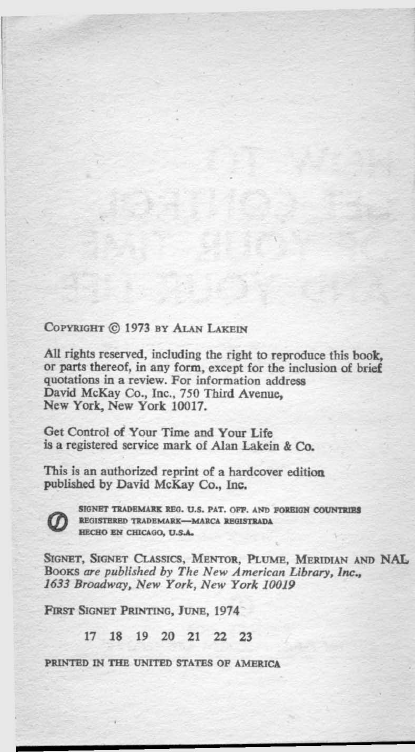 COPYRIGHT © 1973 BY ALAN LAKEIN
All rights reserved, including the right to reproduce this book,
or parts thereof, in any form, except for the inclusion of brief
quotations in a review. For information address
David McKay Co., Inc., 750 Third Avenue,
New York, New York 10017.
Get Control of Your Time and Your Life
is a registered service mark of Alan Lakein & Co.
This is an authorized reprint of a hardcover edition
published by David McKay Co., Inc.
SIGNET TRADEMARK REG. U.S. PAT. OFF. AND FOREIGN COUNTRIES
REGISTERED TRADEMARK—MARCA REGISTRADA
HECHO EN CHICAGO, U.S.A.
SIGNET, SIGNET CLASSICS, MENTOR, PLUME, MERIDIAN AND NAL
BOOKS are published by The New American Library, Inc.,
1633 Broadway, New York, New York 10019
FIRST SIGNET PRINTING, JUNE, 1974
17 18 19 20 21 22 23
PRINTED IN THE UNITED STATES OF AMERICA